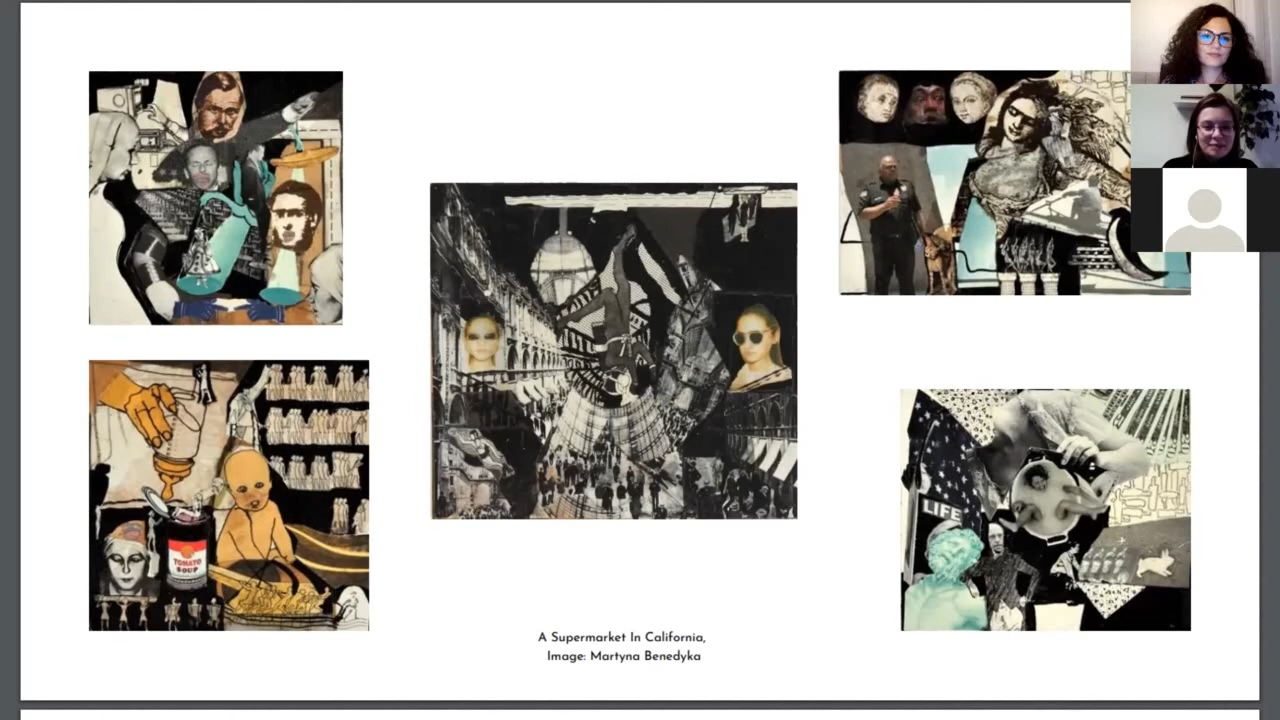 TOMATO
SOUP
LIFE
A Supermarket In California,
Image: Martyna Benedyka